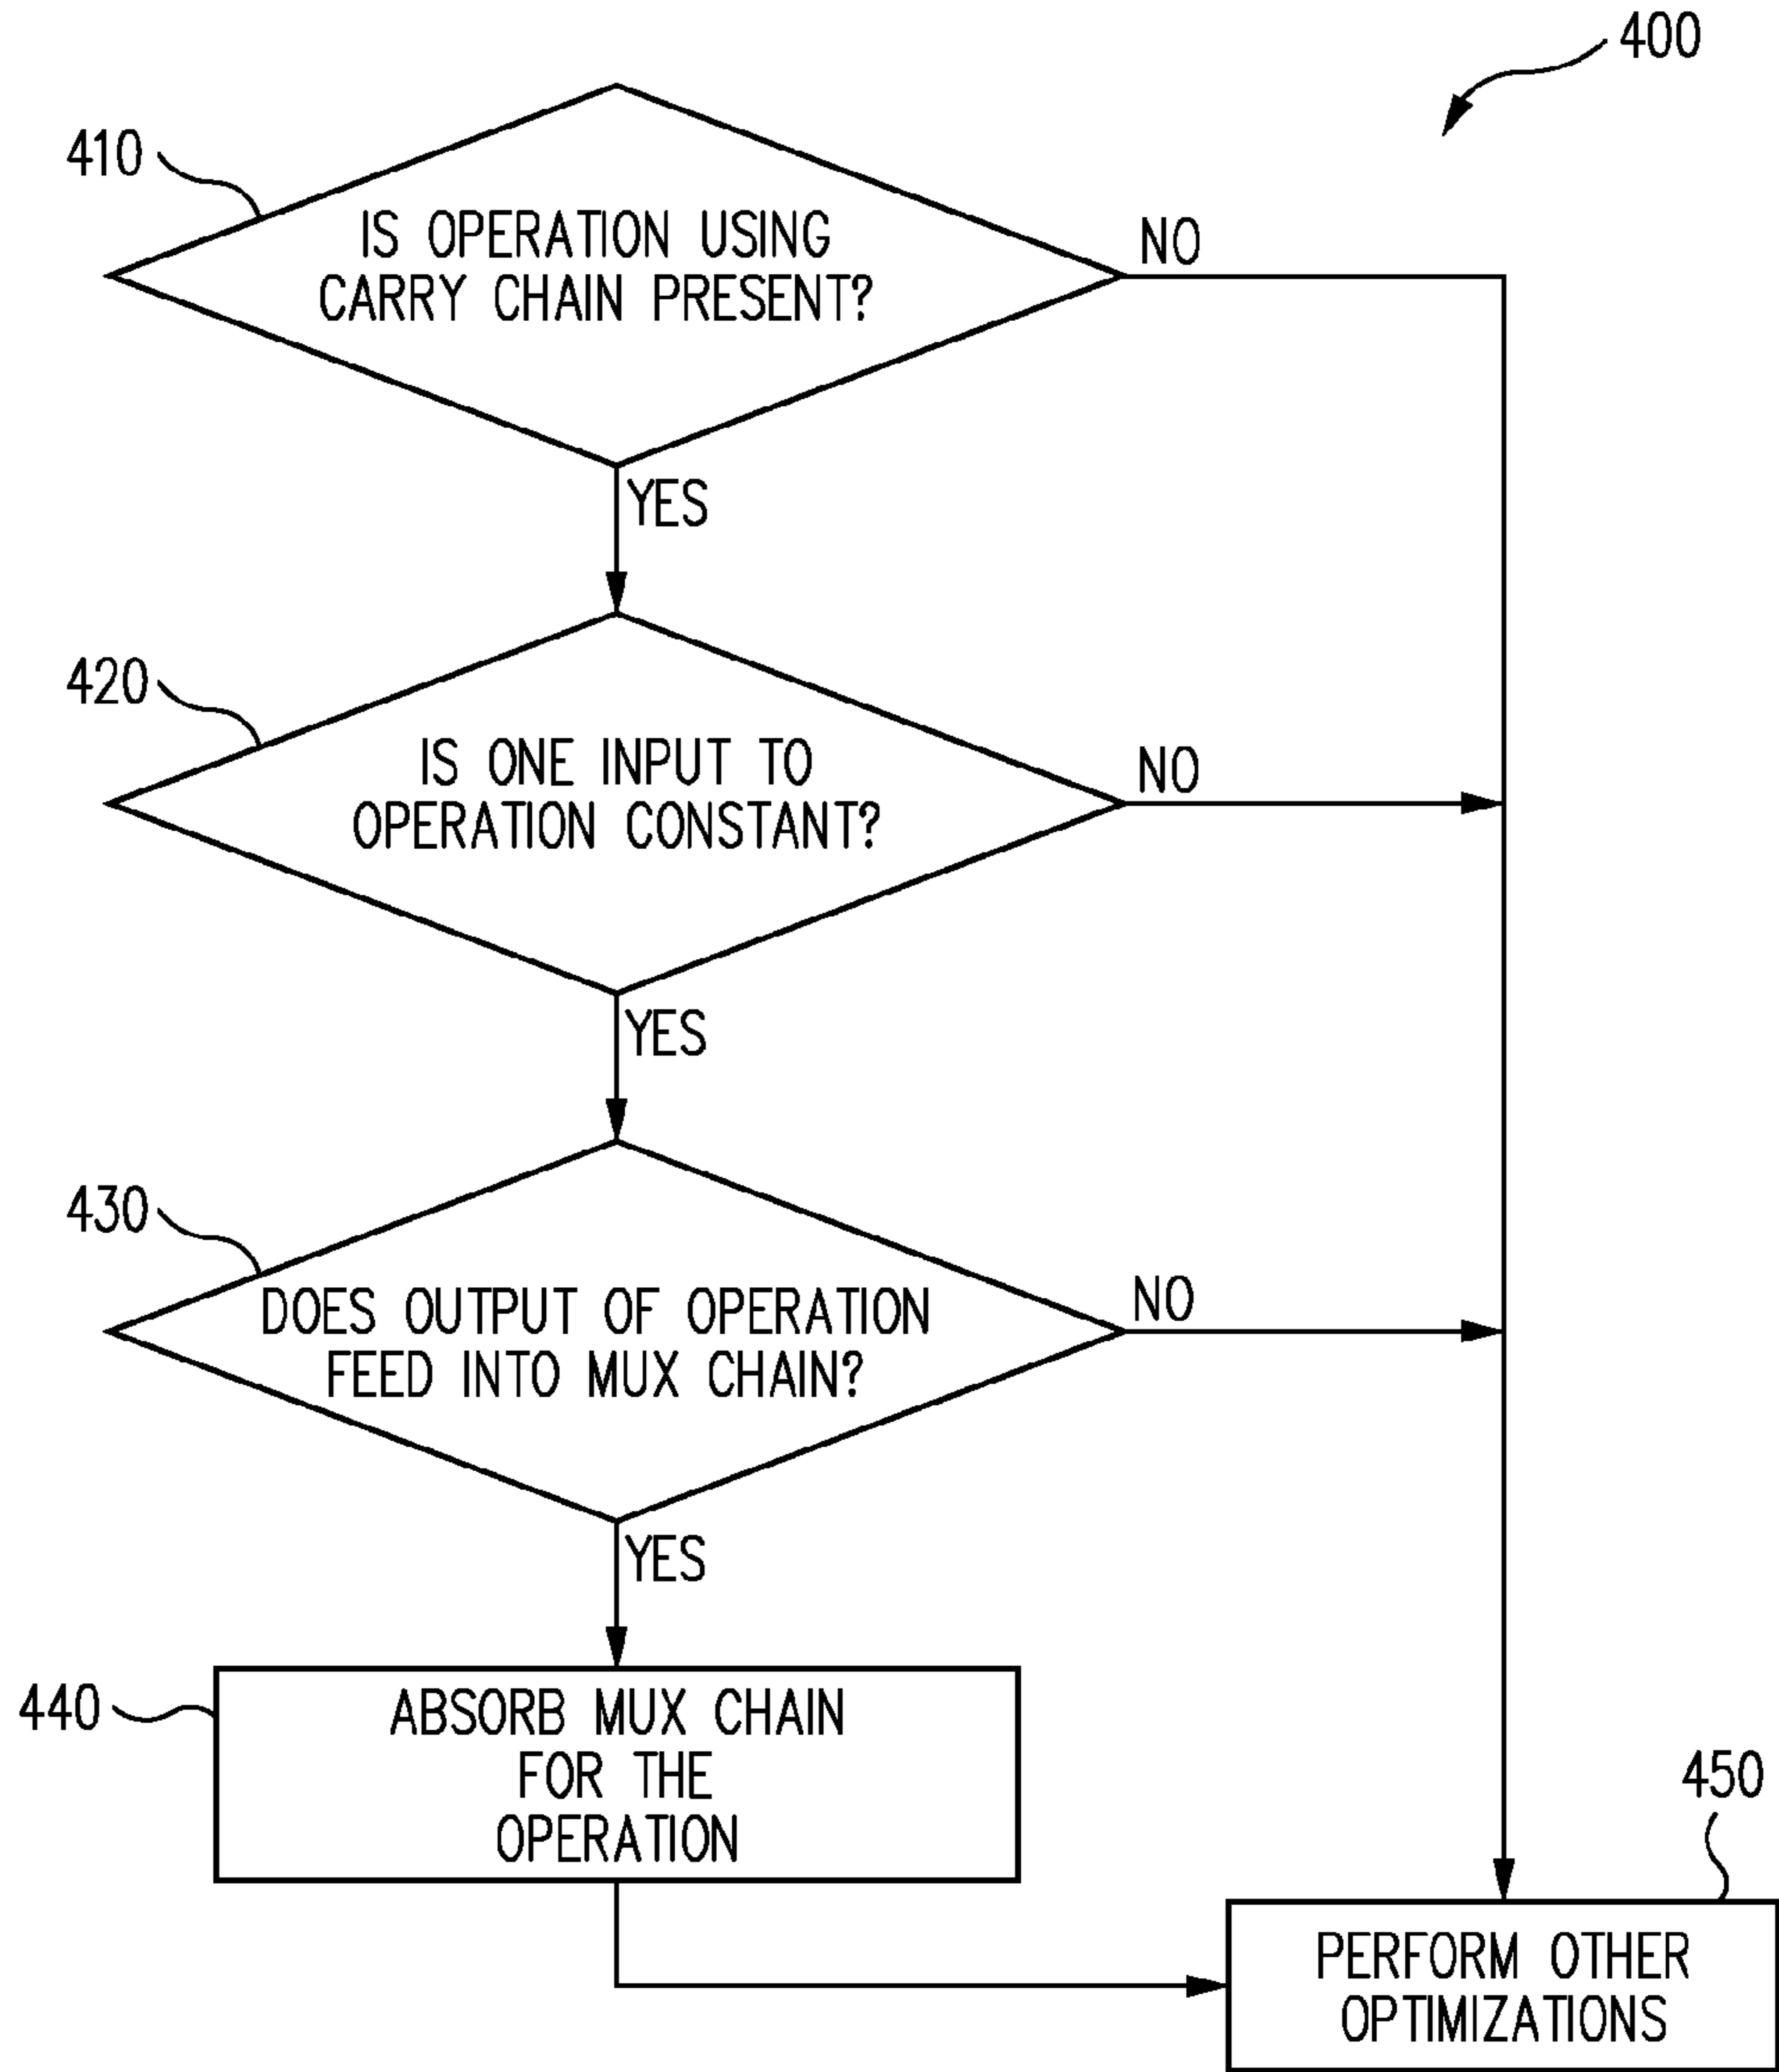 400
410
IS OPERATION USING
CARRY CHAIN PRESENT?
NO
YES
420
IS ONE INPUT TO
OPERATION CONSTANT?
NO
YES
430
DOES OUTPUT OF OPERATION
FEED INTO MUX CHAIN?
NO
YES
440
ABSORB MUX CHAIN
FOR THE
OPERATION
450
PERFORM OTHER
OPTIMIZATIONS